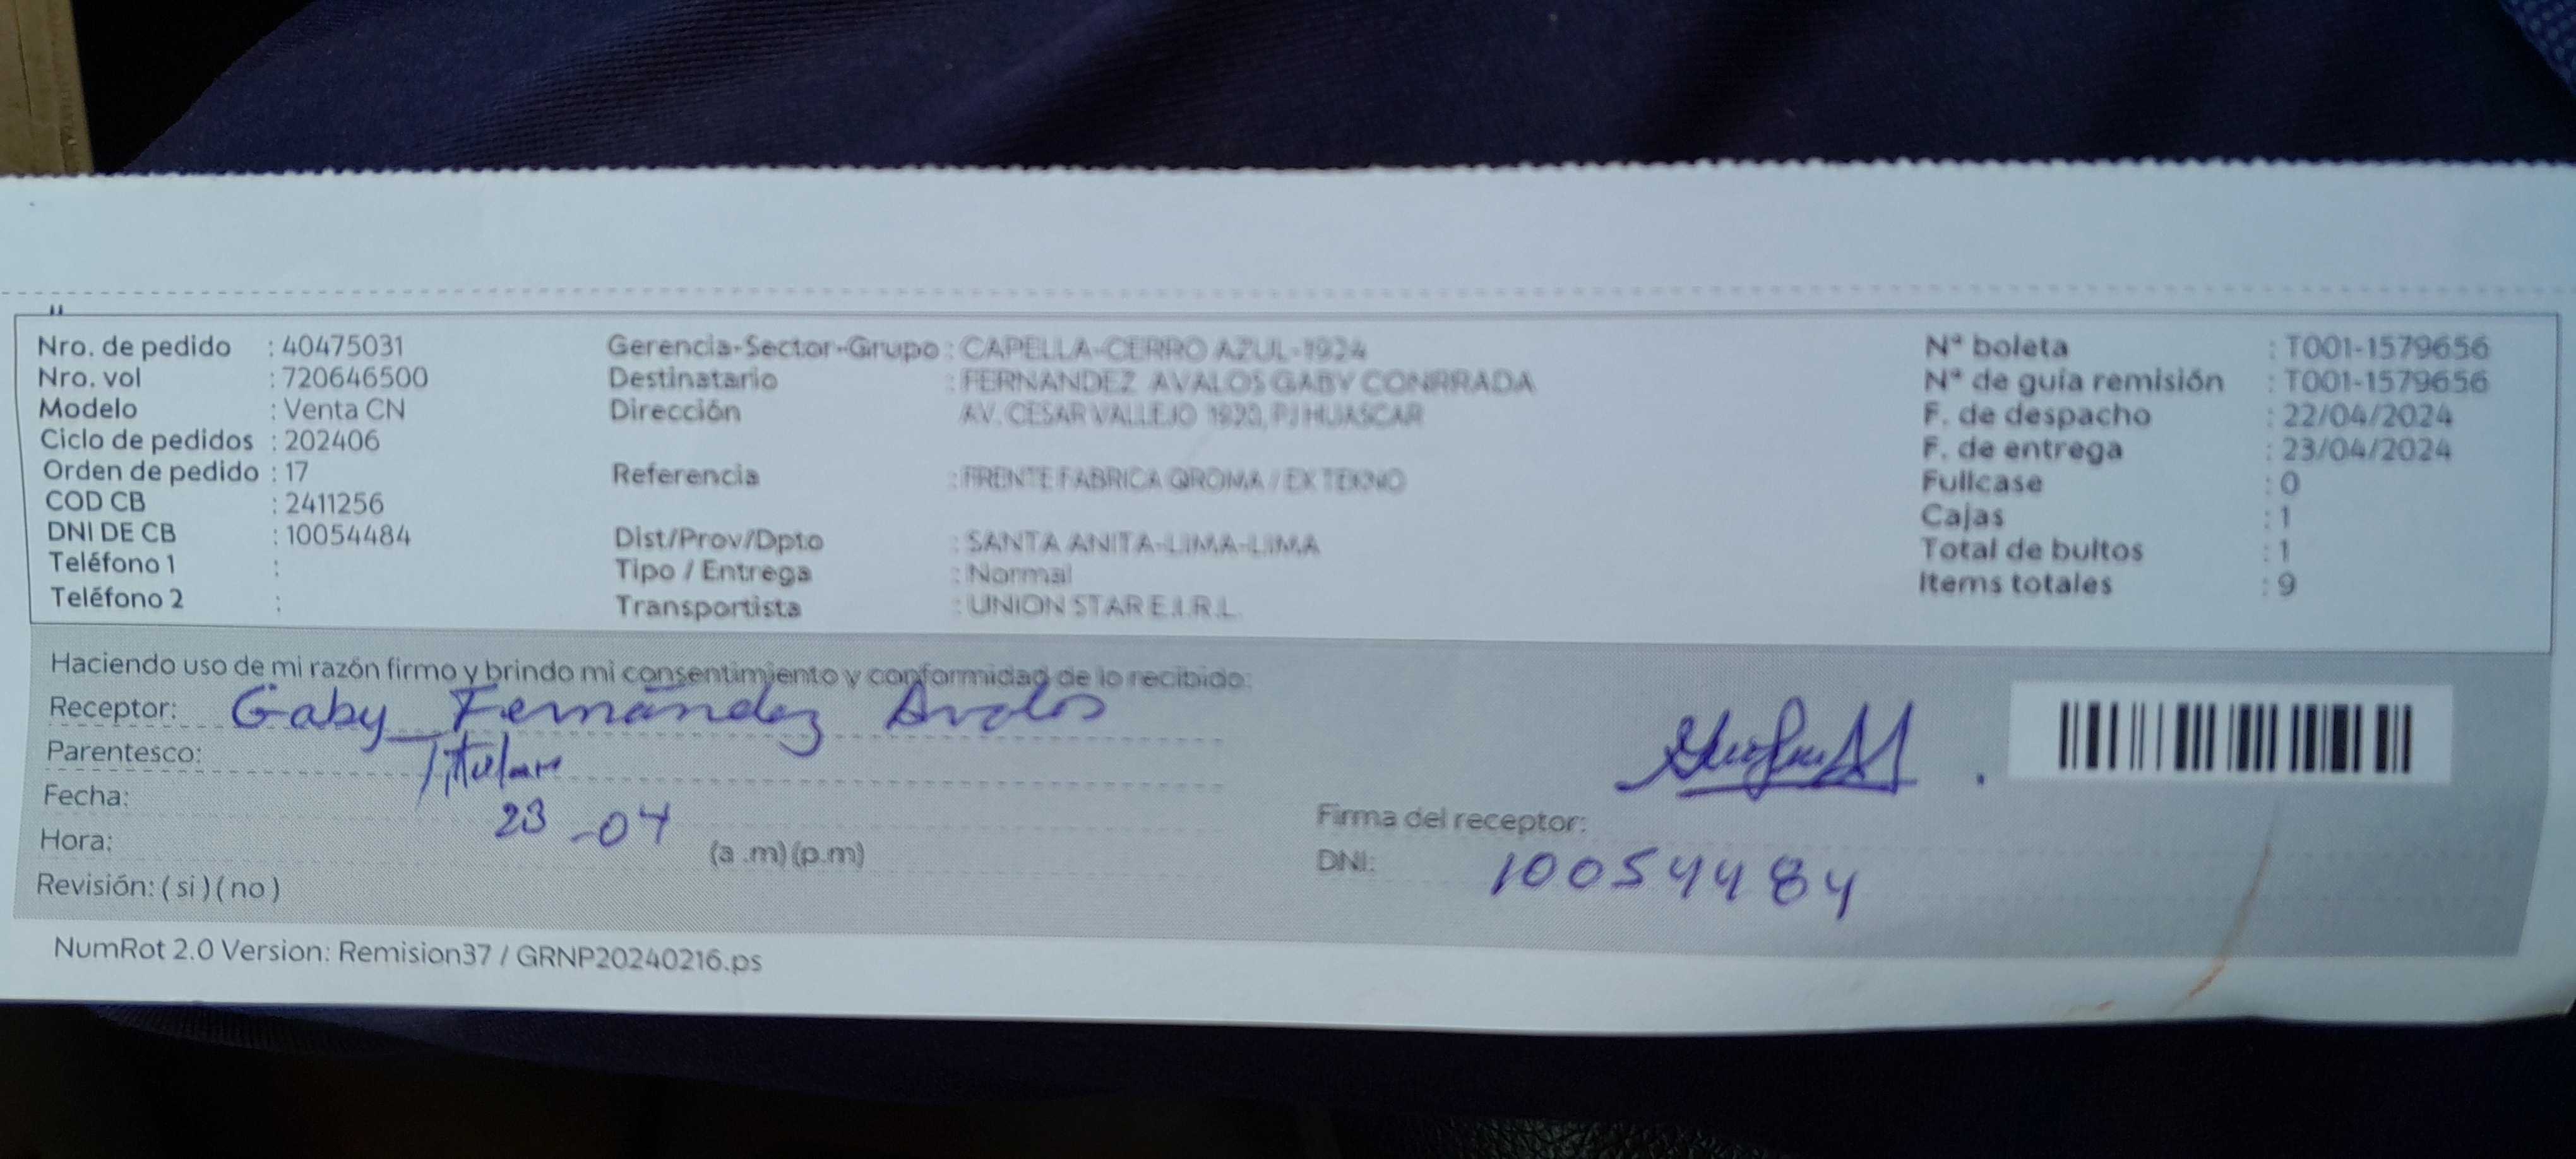 Nro. de pedido : 40475031
Nro. vol : 720646500
Modelo : Venta CN
Ciclo de pedidos : 202406
Orden de pedido : 17
COD CB : 2411256
DNI DE CB : 10054484
Teléfono 1 :
Teléfono 2 :
Gerencia-Sector-Grupo : CAPELLA-CERRO AZUL-1924
Destinatario : FERNANDEZ AVALOS GABY CONRRADA
Dirección AV. CESAR VALLEJO 1920, PJ HUASCAR
Referencia : FRENTE FABRICA QROMA / EX TEKNO
Dist/Prov/Dpto : SANTA ANITA-LIMA-LIMA
Tipo / Entrega : Normal
Transportista : UNION STAR E.I.R.L.
Nª boleta : T001-1579656
Nª de guía remisión : T001-1579656
F. de despacho : 22/04/2024
F. de entrega : 23/04/2024
Fullcase : 0
Cajas : 1
Total de bultos : 1
Items totales : 9
Haciendo uso de mi razón firmo y brindo mi consentimiento y conformidad de lo recibido:
Receptor: Gaby Fernandez Avalos
Parentesco: Titular
Fecha: 23-04
Hora: (a .m) (p.m)
Revisión: ( si ) ( no )
Firma del receptor:
DNI: 10054484
NumRot 2.0 Version: Remision37 / GRNP20240216.ps